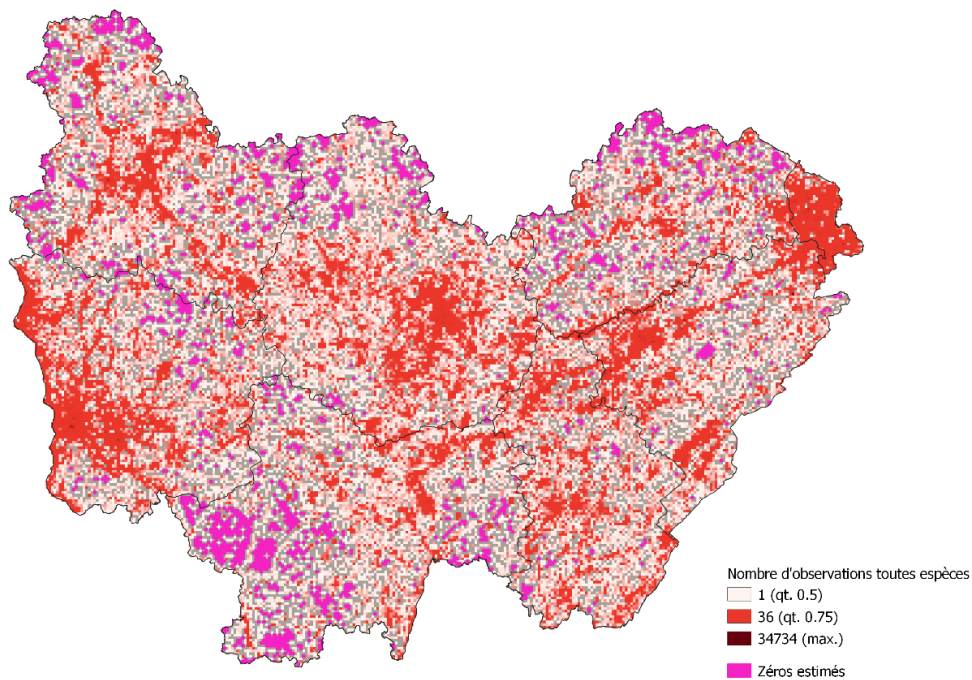 Nombre d'observations toutes espèces
1 (qt. 0.5)
36 (qt. 0.75)
34734 (max.)
Zéros estimés